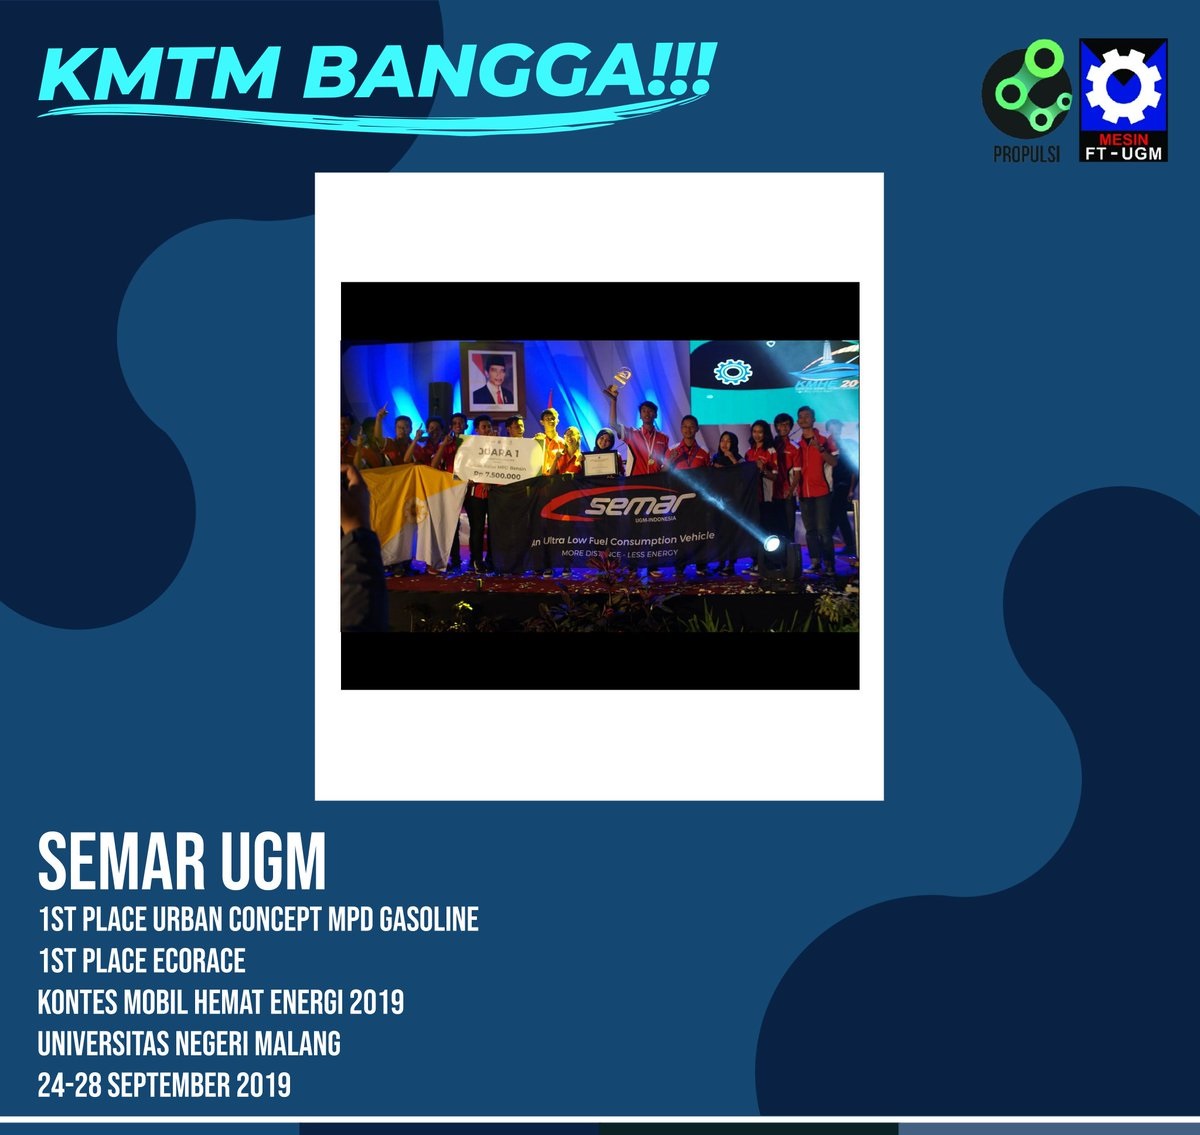 KMTM BANGGA!!!
PROPULSI
MESIN
FT-UGM
KMHE 20
JUARA 1
Rp 7.500.000
semar
UGM-INDONESIA
An Ultra Low Fuel Consumption Vehicle
MORE DISTANCE - LESS ENERGY
SEMAR UGM
1ST PLACE URBAN CONCEPT MPD GASOLINE
1ST PLACE ECORACE
KONTES MOBIL HEMAT ENERGI 2019
UNIVERSITAS NEGERI MALANG
24-28 SEPTEMBER 2019